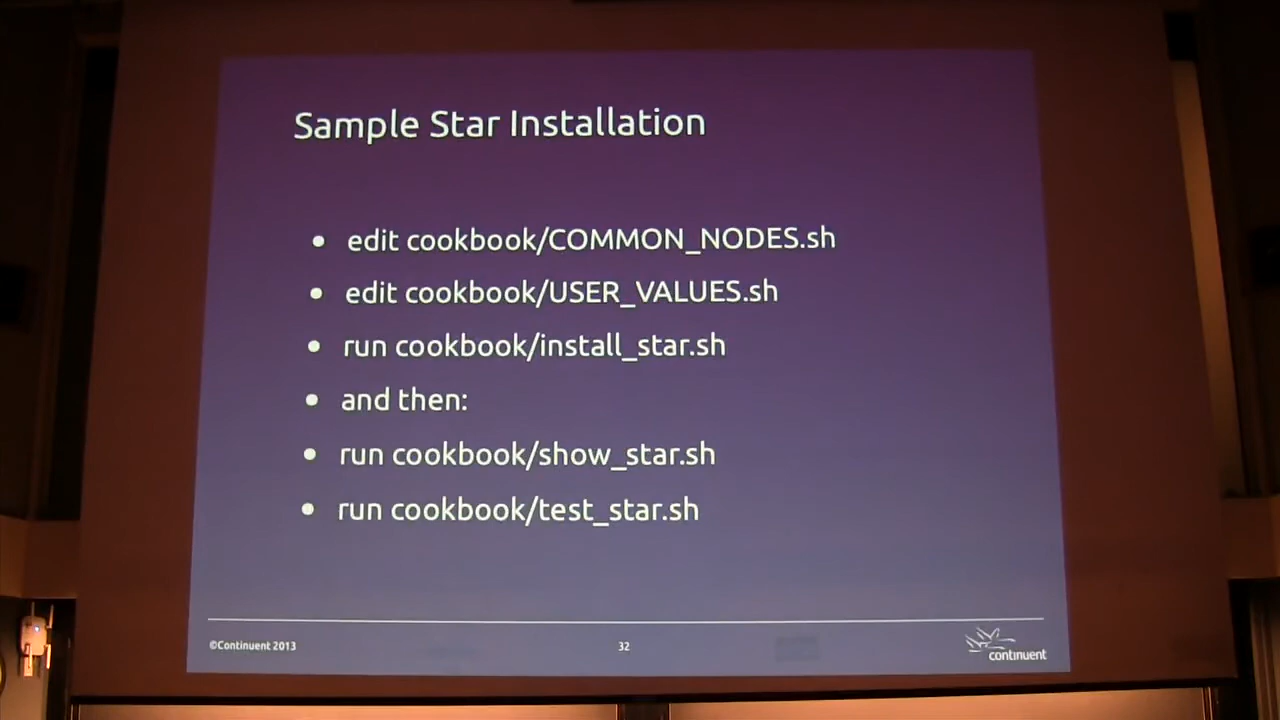 Sample Star Installation
• edit cookbook/COMMON_NODES.sh
• edit cookbook/USER_VALUES.sh
• run cookbook/install_star.sh
• and then:
• run cookbook/show_star.sh
• run cookbook/test_star.sh
©Continuent 2013
32
continuent